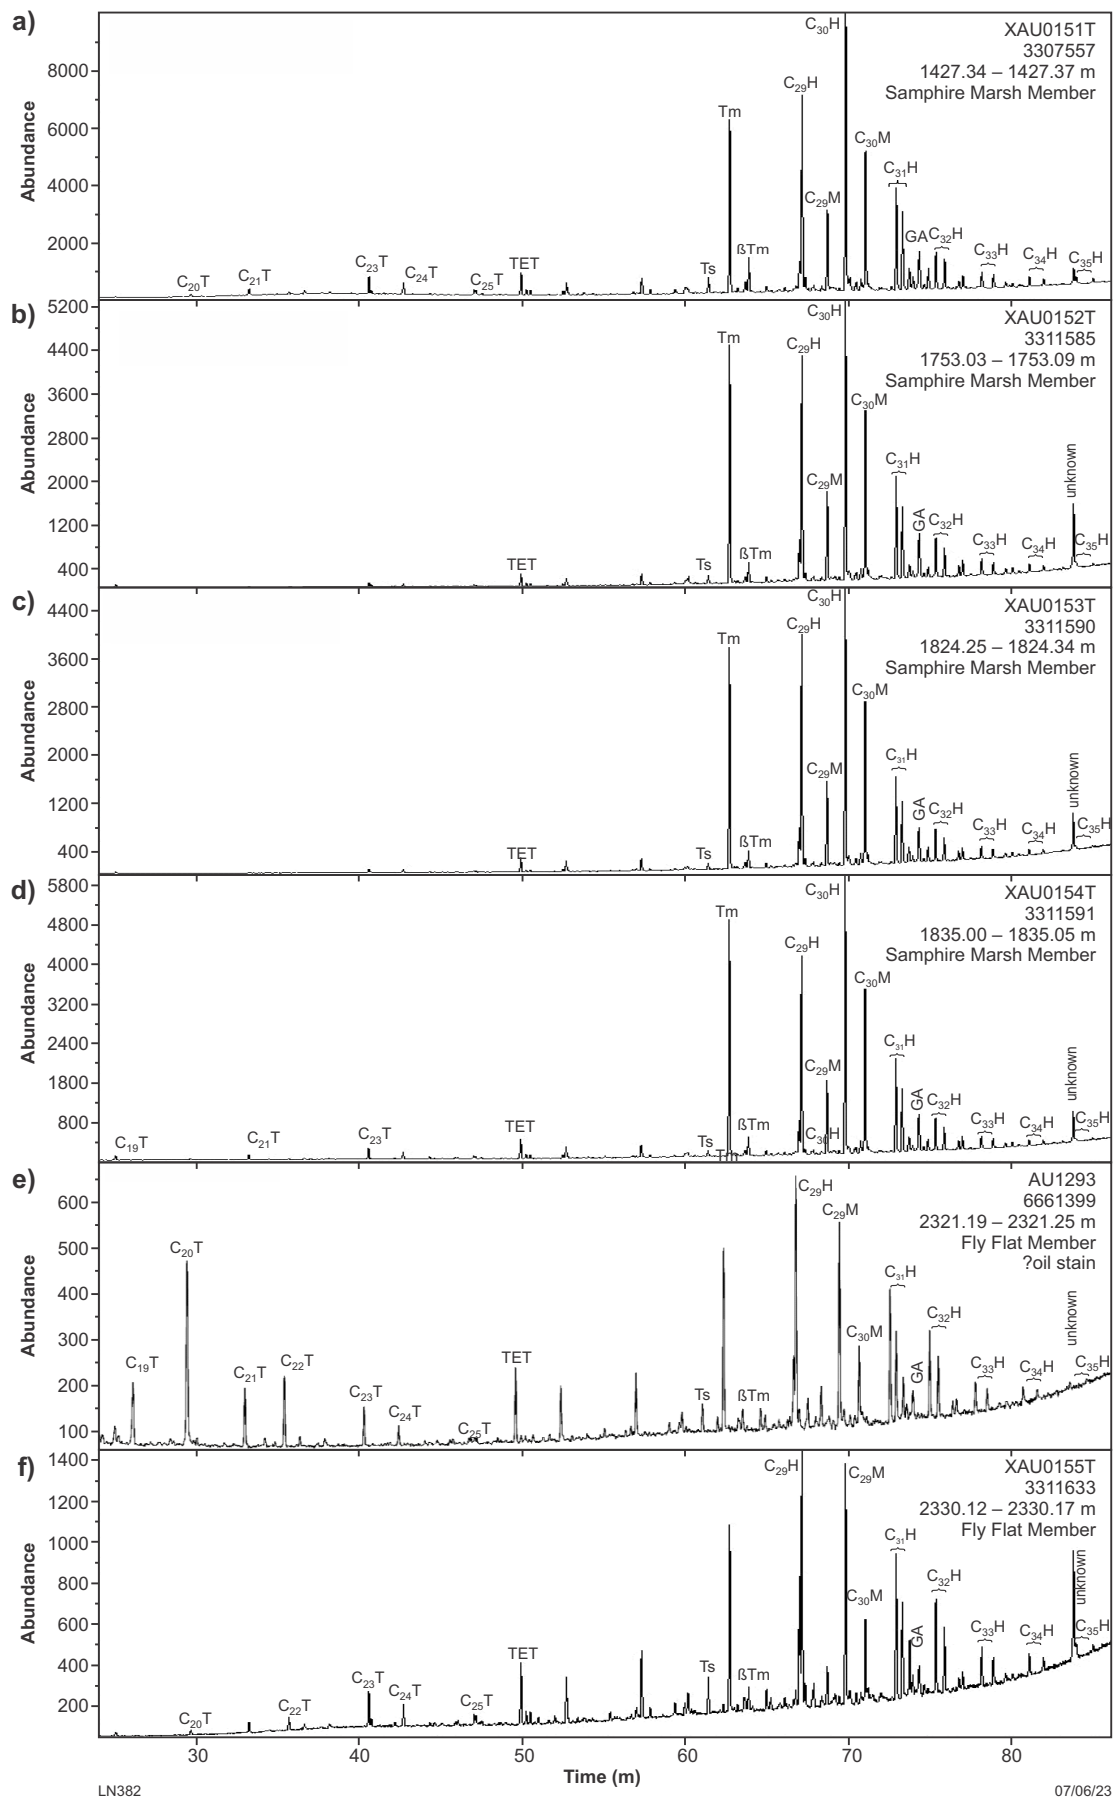 a)
XAU0151T
3307557
1427.34 – 1427.37 m
Samphire Marsh Member
Abundance
8000
6000
4000
2000
C₂₀T
C₂₁T
C₂₃T
C₂₄T
C₂₅T
TET
Ts
Tm
ßTm
C₂₉H
C₂₉M
C₃₀H
C₃₀M
C₃₁H
GA
C₃₂H
C₃₃H
C₃₄H
C₃₅H
b)
XAU0152T
3311585
1753.03 – 1753.09 m
Samphire Marsh Member
Abundance
5200
4400
3600
2800
2000
1200
400
TET
Ts
Tm
ßTm
C₂₉H
C₂₉M
C₃₀H
C₃₀M
C₃₁H
GA
C₃₂H
C₃₃H
C₃₄H
unknown
C₃₅H
c)
XAU0153T
3311590
1824.25 – 1824.34 m
Samphire Marsh Member
Abundance
4400
3600
2800
2000
1200
400
TET
Ts
Tm
ßTm
C₂₉H
C₂₉M
C₃₀H
C₃₀M
C₃₁H
GA
C₃₂H
C₃₃H
C₃₄H
unknown
C₃₅H
d)
XAU0154T
3311591
1835.00 – 1835.05 m
Samphire Marsh Member
Abundance
5800
4800
4000
3200
2400
1800
800
C₁₉T
C₂₁T
C₂₃T
TET
Ts
Tm
ßTm
C₂₉H
C₂₉M
C₃₀H
C₃₀M
C₃₁H
GA
C₃₂H
C₃₃H
C₃₄H
unknown
C₃₅H
e)
AU1293
6661399
2321.19 – 2321.25 m
Fly Flat Member
?oil stain
Abundance
600
500
400
300
200
100
C₁₉T
C₂₀T
C₂₁T
C₂₂T
C₂₃T
C₂₄T
C₂₅T
TET
Ts
Tm
ßTm
C₂₉H
C₃₀H
C₂₉M
C₃₀M
C₃₁H
GA
C₃₂H
C₃₃H
C₃₄H
unknown
C₃₅H
f)
XAU0155T
3311633
2330.12 – 2330.17 m
Fly Flat Member
Abundance
1400
1200
1000
800
600
400
200
C₂₀T
C₂₂T
C₂₃T
C₂₄T
C₂₅T
TET
Ts
ßTm
C₂₉H
C₂₉M
C₃₀M
C₃₁H
GA
C₃₂H
C₃₃H
C₃₄H
unknown
C₃₅H
30
40
50
60
70
80
Time (m)
LN382
07/06/23